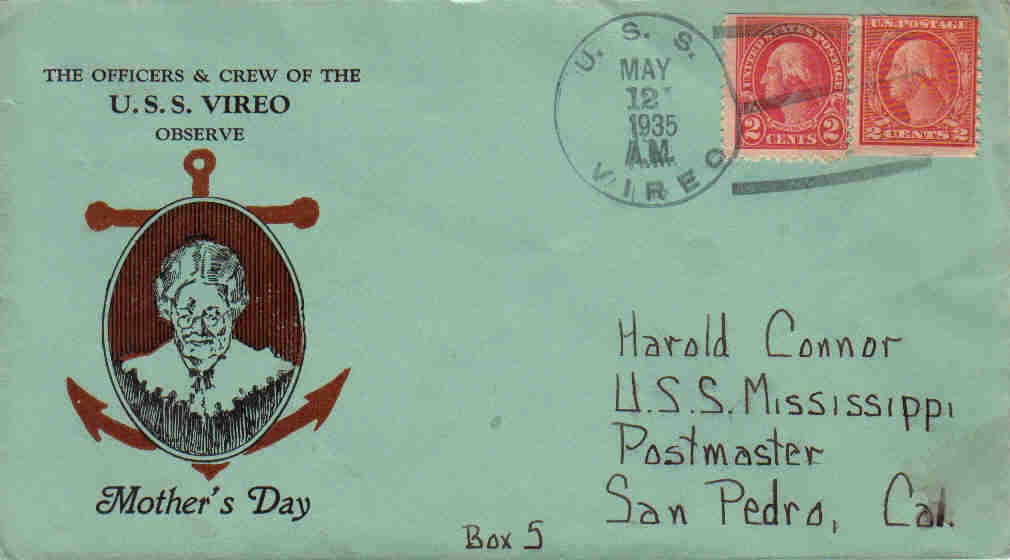 THE OFFICERS & CREW OF THE
U. S. S. VIREO
OBSERVE
Mother's Day
U. S. S.
MAY
12
1935
A.M.
VIREO
UNITED STATES POSTAGE
2 CENTS 2
U.S. POSTAGE
2 CENTS 2
Harold Connor
U.S.S. Mississippi
Postmaster
San Pedro, Cal.
Box 5